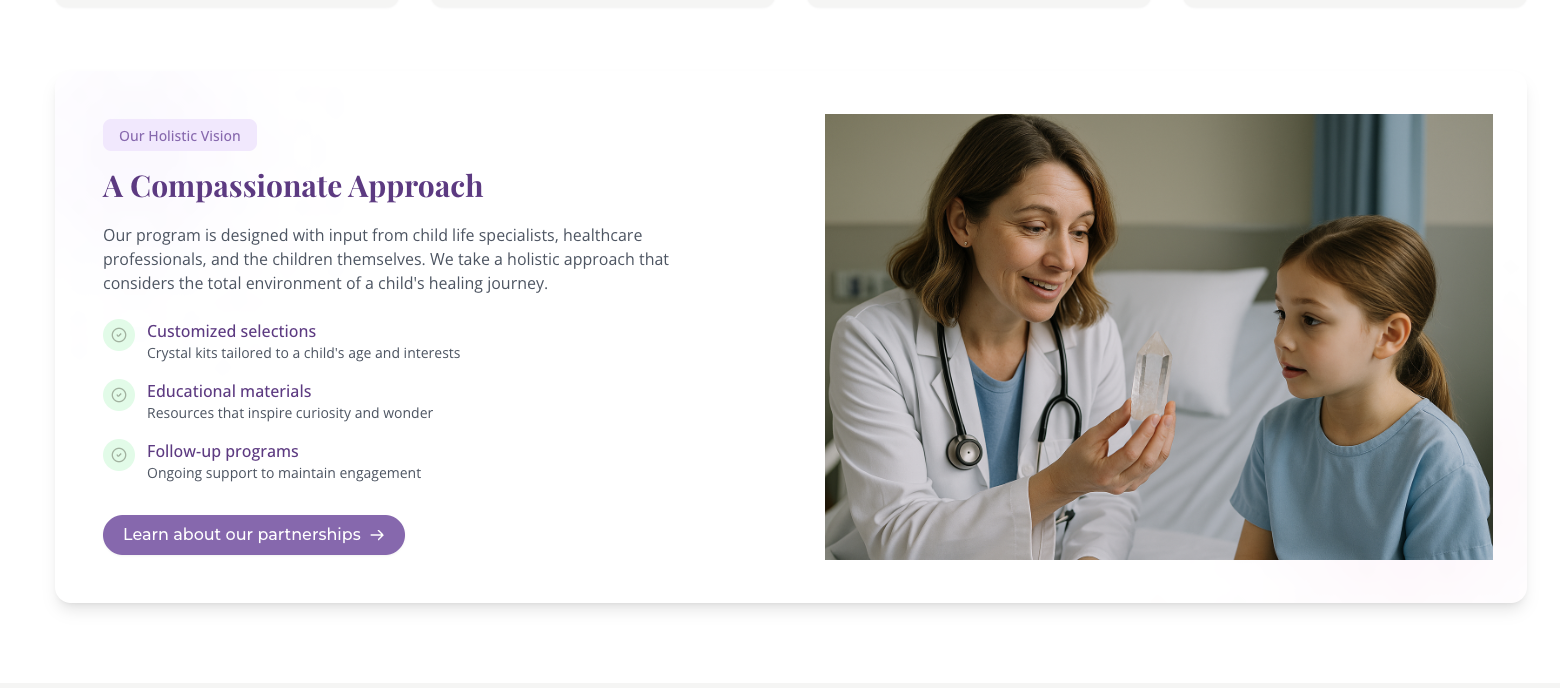 Our Holistic Vision
A Compassionate Approach
Our program is designed with input from child life specialists, healthcare
professionals, and the children themselves. We take a holistic approach that
considers the total environment of a child's healing journey.
Customized selections
Crystal kits tailored to a child's age and interests
Educational materials
Resources that inspire curiosity and wonder
Follow-up programs
Ongoing support to maintain engagement
Learn about our partnerships